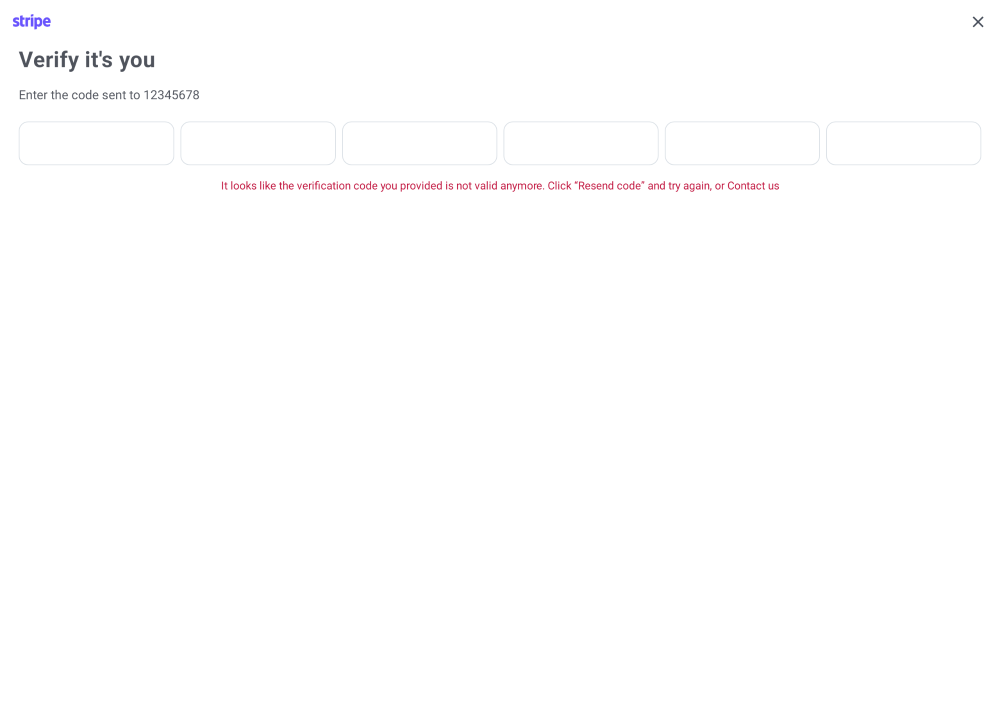 stripe
Verify it's you
Enter the code sent to 12345678
It looks like the verification code you provided is not valid anymore. Click “Resend code” and try again, or Contact us